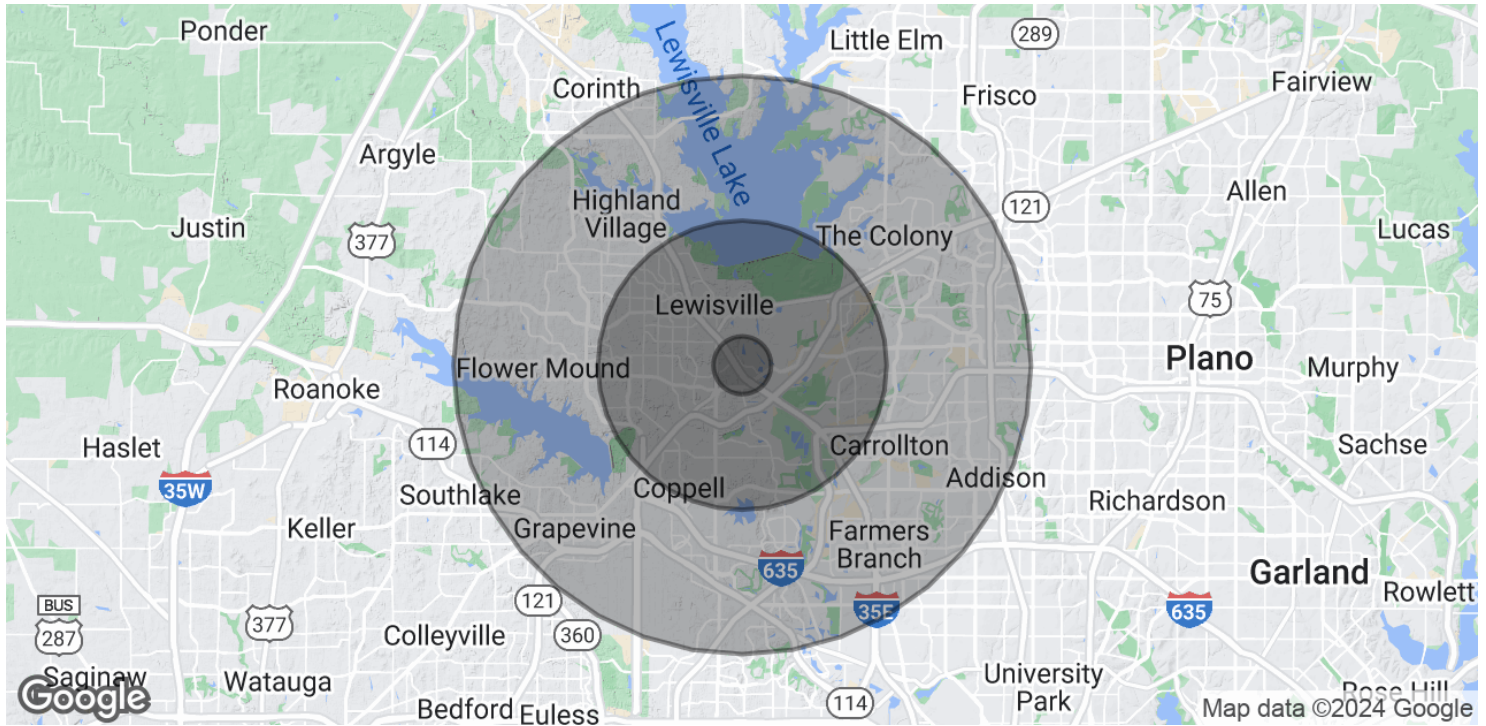 Ponder
Little Elm
289
Lewisville Lake
Corinth
Frisco
Fairview
Argyle
Highland
Village
Allen
121
Justin
377
The Colony
Lucas
75
Lewisville
Plano
Murphy
Flower Mound
Roanoke
Haslet
114
Carrollton
Sachse
35W
Southlake
Coppell
Addison
Richardson
Keller
Grapevine
Farmers
Branch
635
Garland
Rowlett
BUS
287
377
121
360
35E
635
Colleyville
Saginaw
Watauga
University
Park
Rose Hill
Google
Bedford
Euless
114
Map data ©2024 Google